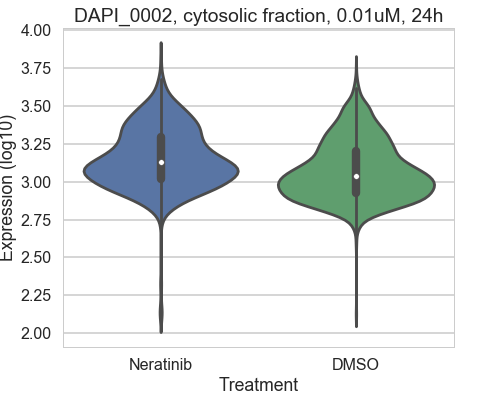 DAPI_0002, cytosolic fraction, 0.01uM, 24h
4.00
3.75
3.50
3.25
3.00
2.75
2.50
2.25
2.00
Expression (log10)
Neratinib DMSO
Treatment